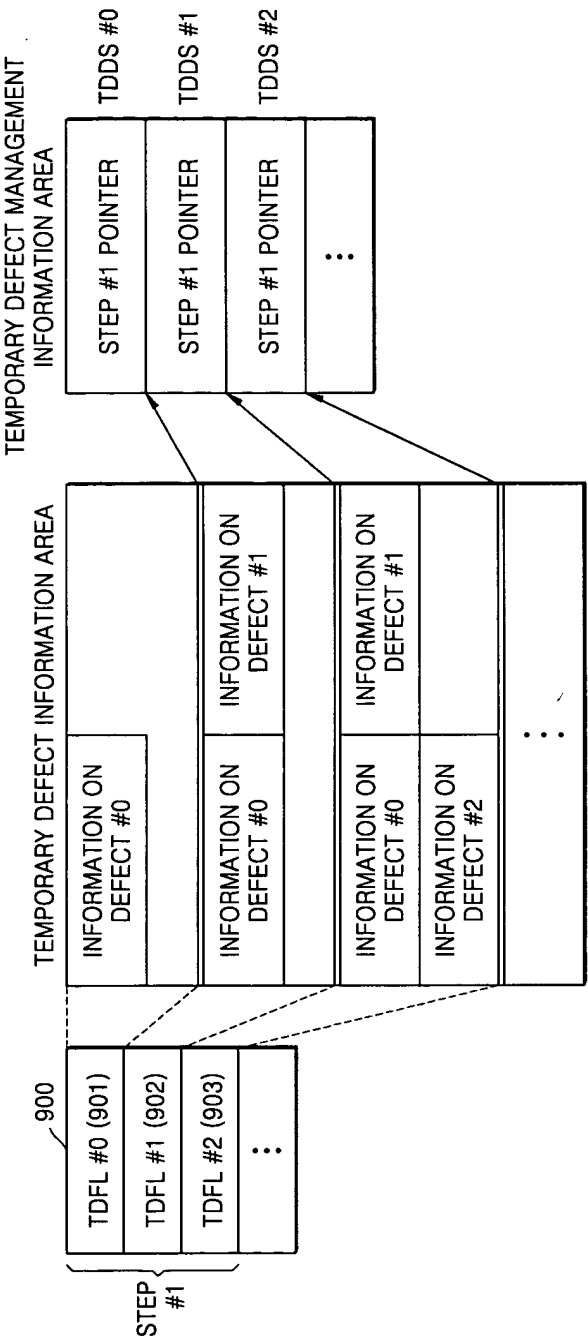 900
TDFL #0 (901)
TDFL #1 (902)
TDFL #2 (903)
...
STEP
#1
TEMPORARY DEFECT INFORMATION AREA
INFORMATION ON
DEFECT #0
INFORMATION ON
DEFECT #0
INFORMATION ON
DEFECT #1
INFORMATION ON
DEFECT #0
INFORMATION ON
DEFECT #1
INFORMATION ON
DEFECT #2
...
TEMPORARY DEFECT MANAGEMENT
INFORMATION AREA
STEP #1 POINTER
TDDS #0
STEP #1 POINTER
TDDS #1
STEP #1 POINTER
TDDS #2
...